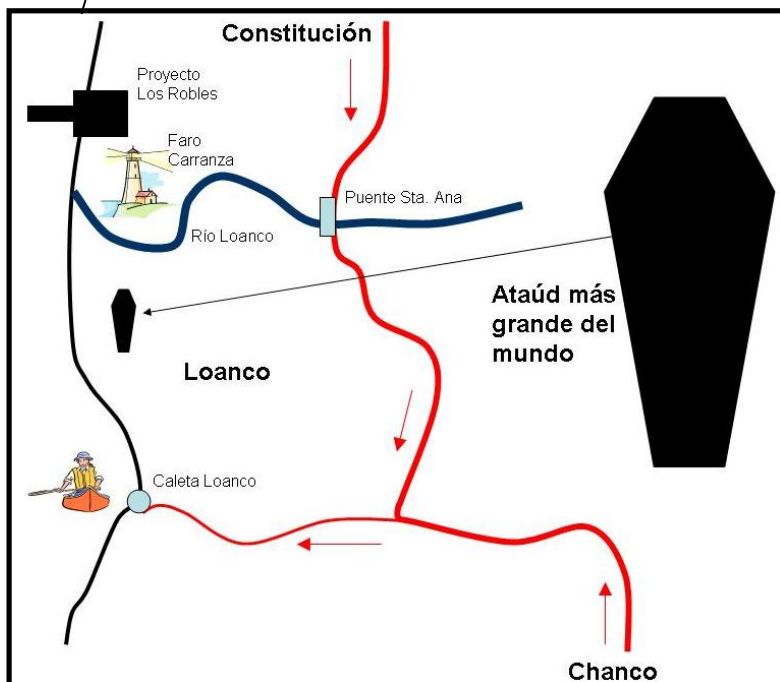 Constitución
Proyecto
Los Robles
Faro
Carranza
Puente Sta. Ana
Río Loanco
Ataúd más
grande del
mundo
Loanco
Caleta Loanco
Chanco